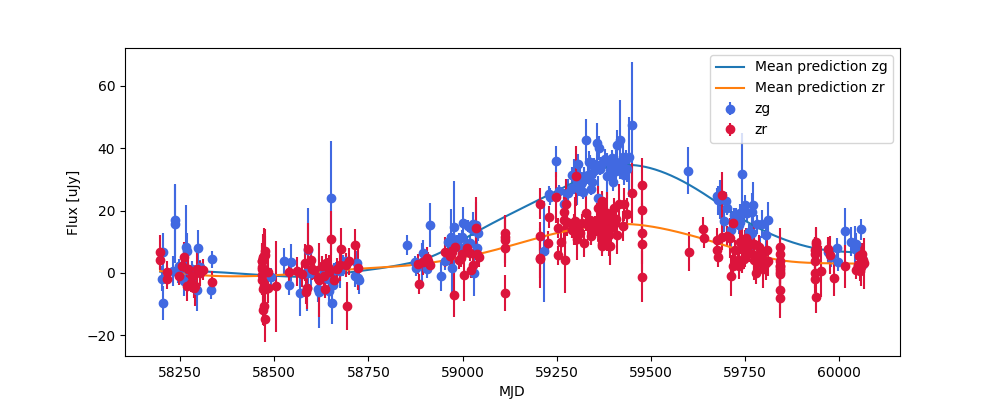 Mean prediction zg
Mean prediction zr
zg
zr
Flux [uJy]
60
40
20
0
−20
58250 58500 58750 59000 59250 59500 59750 60000
MJD